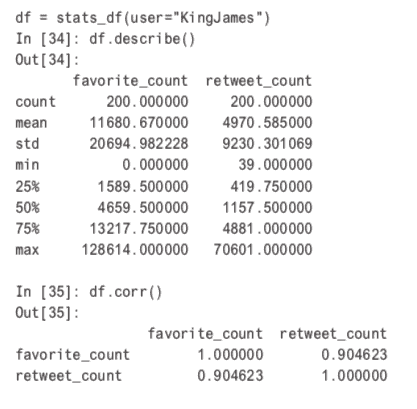 df = stats_df(user="KingJames")
In [34]: df.describe()
Out[34]:
favorite_count retweet_count
count 200.000000 200.000000
mean 11680.670000 4970.585000
std 20694.982228 9230.301069
min 0.000000 39.000000
25% 1589.500000 419.750000
50% 4659.500000 1157.500000
75% 13217.750000 4881.000000
max 128614.000000 70601.000000
In [35]: df.corr()
Out[35]:
favorite_count retweet_count
favorite_count 1.000000 0.904623
retweet_count 0.904623 1.000000